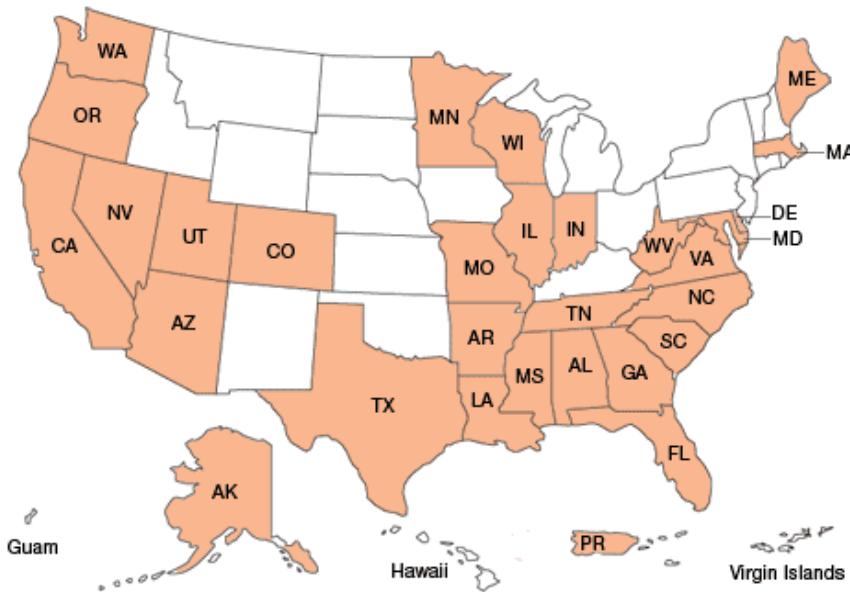 WA
ME
OR
MN
WI
MA
NV
UT
CO
CA
IL
IN
DE
WV
MD
MO
VA
AZ
TN
NC
AR
SC
MS
AL
GA
TX
LA
FL
AK
Guam
PR
Hawaii
Virgin Islands